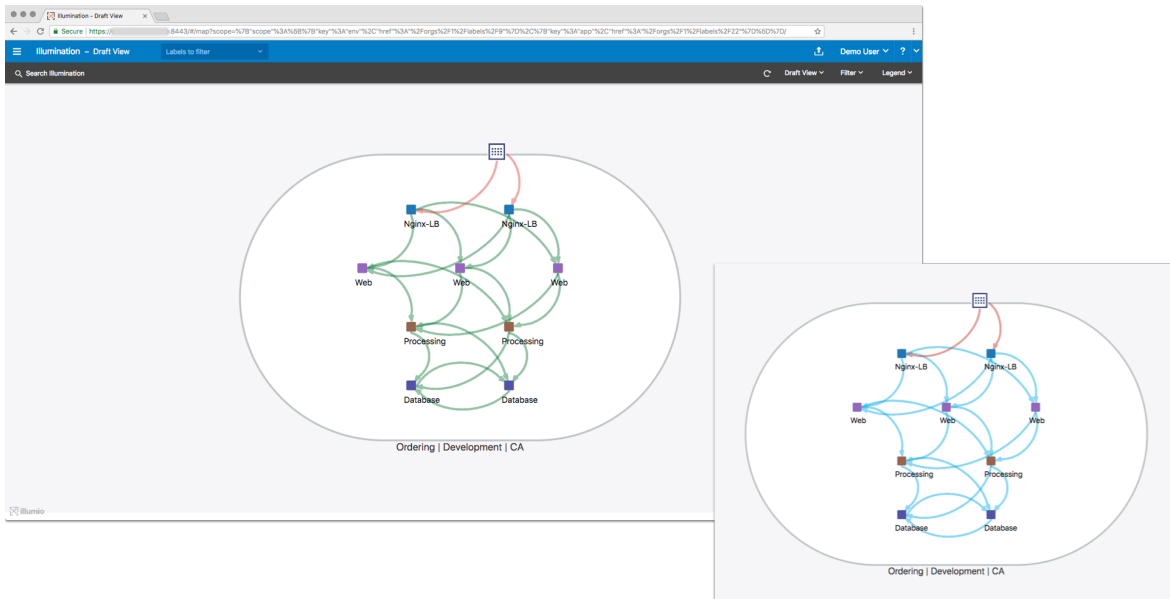 Illumination - Draft View
Secure https:// :8443/#/map?scope=%7B"scope"%3A%5B%7B"key"%3A"env"%2C"href"%3A"%2Forgs%2F1%2Flabels%2F9"%7D%2C%7B"key"%3A"app"%2C"href"%3A"%2Forgs%2F1%2Flabels%2F22"%7D%5D%7D/
Illumination – Draft View Labels to filter Demo User ?
Search Illumination Draft View Filter Legend
Nginx-LB Nginx-LB
Web Web Web
Processing Processing
Database Database
Ordering | Development | CA
illumio
Nginx-LB Nginx-LB
Web Web Web
Processing Processing
Database Database
Ordering | Development | CA